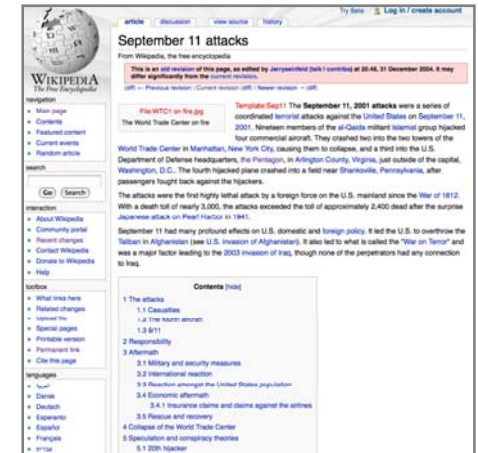 Try Beta Log in / create account
article discussion view source history
September 11 attacks
From Wikipedia, the free encyclopedia
This is an old revision of this page, as edited by Jerryseinfeld (talk | contribs) at 20:46, 31 December 2004. It may
differ significantly from the current revision.
(diff) ← Previous revision | Current revision (diff) | Newer revision → (diff)
File:WTC1 on fire.jpg
The World Trade Center on fire
Template:Sep11 The September 11, 2001 attacks were a series of
coordinated terrorist attacks against the United States on September 11,
2001. Nineteen members of the al-Qaida militant Islamist group hijacked
four commercial aircraft. They crashed two into the two towers of the
World Trade Center in Manhattan, New York City, causing them to collapse, and a third into the U.S.
Department of Defense headquarters, the Pentagon, in Arlington County, Virginia, just outside of the capital,
Washington, D.C.. The fourth hijacked plane crashed into a field near Shanksville, Pennsylvania, after
passengers fought back against the hijackers.
The attacks were the first highly lethal attack by a foreign force on the U.S. mainland since the War of 1812.
With a death toll of nearly 3,000, the attacks exceeded the toll of approximately 2,400 dead after the surprise
Japanese attack on Pearl Harbor in 1941.
September 11 had many profound effects on U.S. domestic and foreign policy. It led the U.S. to overthrow the
Taliban in Afghanistan (see U.S. invasion of Afghanistan). It also led to what is called the "War on Terror" and
was a major factor leading to the 2003 invasion of Iraq, though none of the perpetrators had any connection
to Iraq.
Contents [hide]
1 The attacks
1.1 Casualties
1.2 The fourth aircraft
1.3 9/11
2 Responsibility
3 Aftermath
3.1 Military and security measures
3.2 International reaction
3.3 Reaction amongst the United States population
3.4 Economic aftermath
3.4.1 Insurance claims and claims against the airlines
3.5 Rescue and recovery
4 Collapse of the World Trade Center
5 Speculation and conspiracy theories
5.1 20th hijacker
WIKIPEDIA
The Free Encyclopedia
navigation
Main page
Contents
Featured content
Current events
Random article
search
Go Search
interaction
About Wikipedia
Community portal
Recent changes
Contact Wikipedia
Donate to Wikipedia
Help
toolbox
What links here
Related changes
Upload file
Special pages
Printable version
Permanent link
Cite this page
languages
العربية
Dansk
Deutsch
Esperanto
Español
Français
עברית